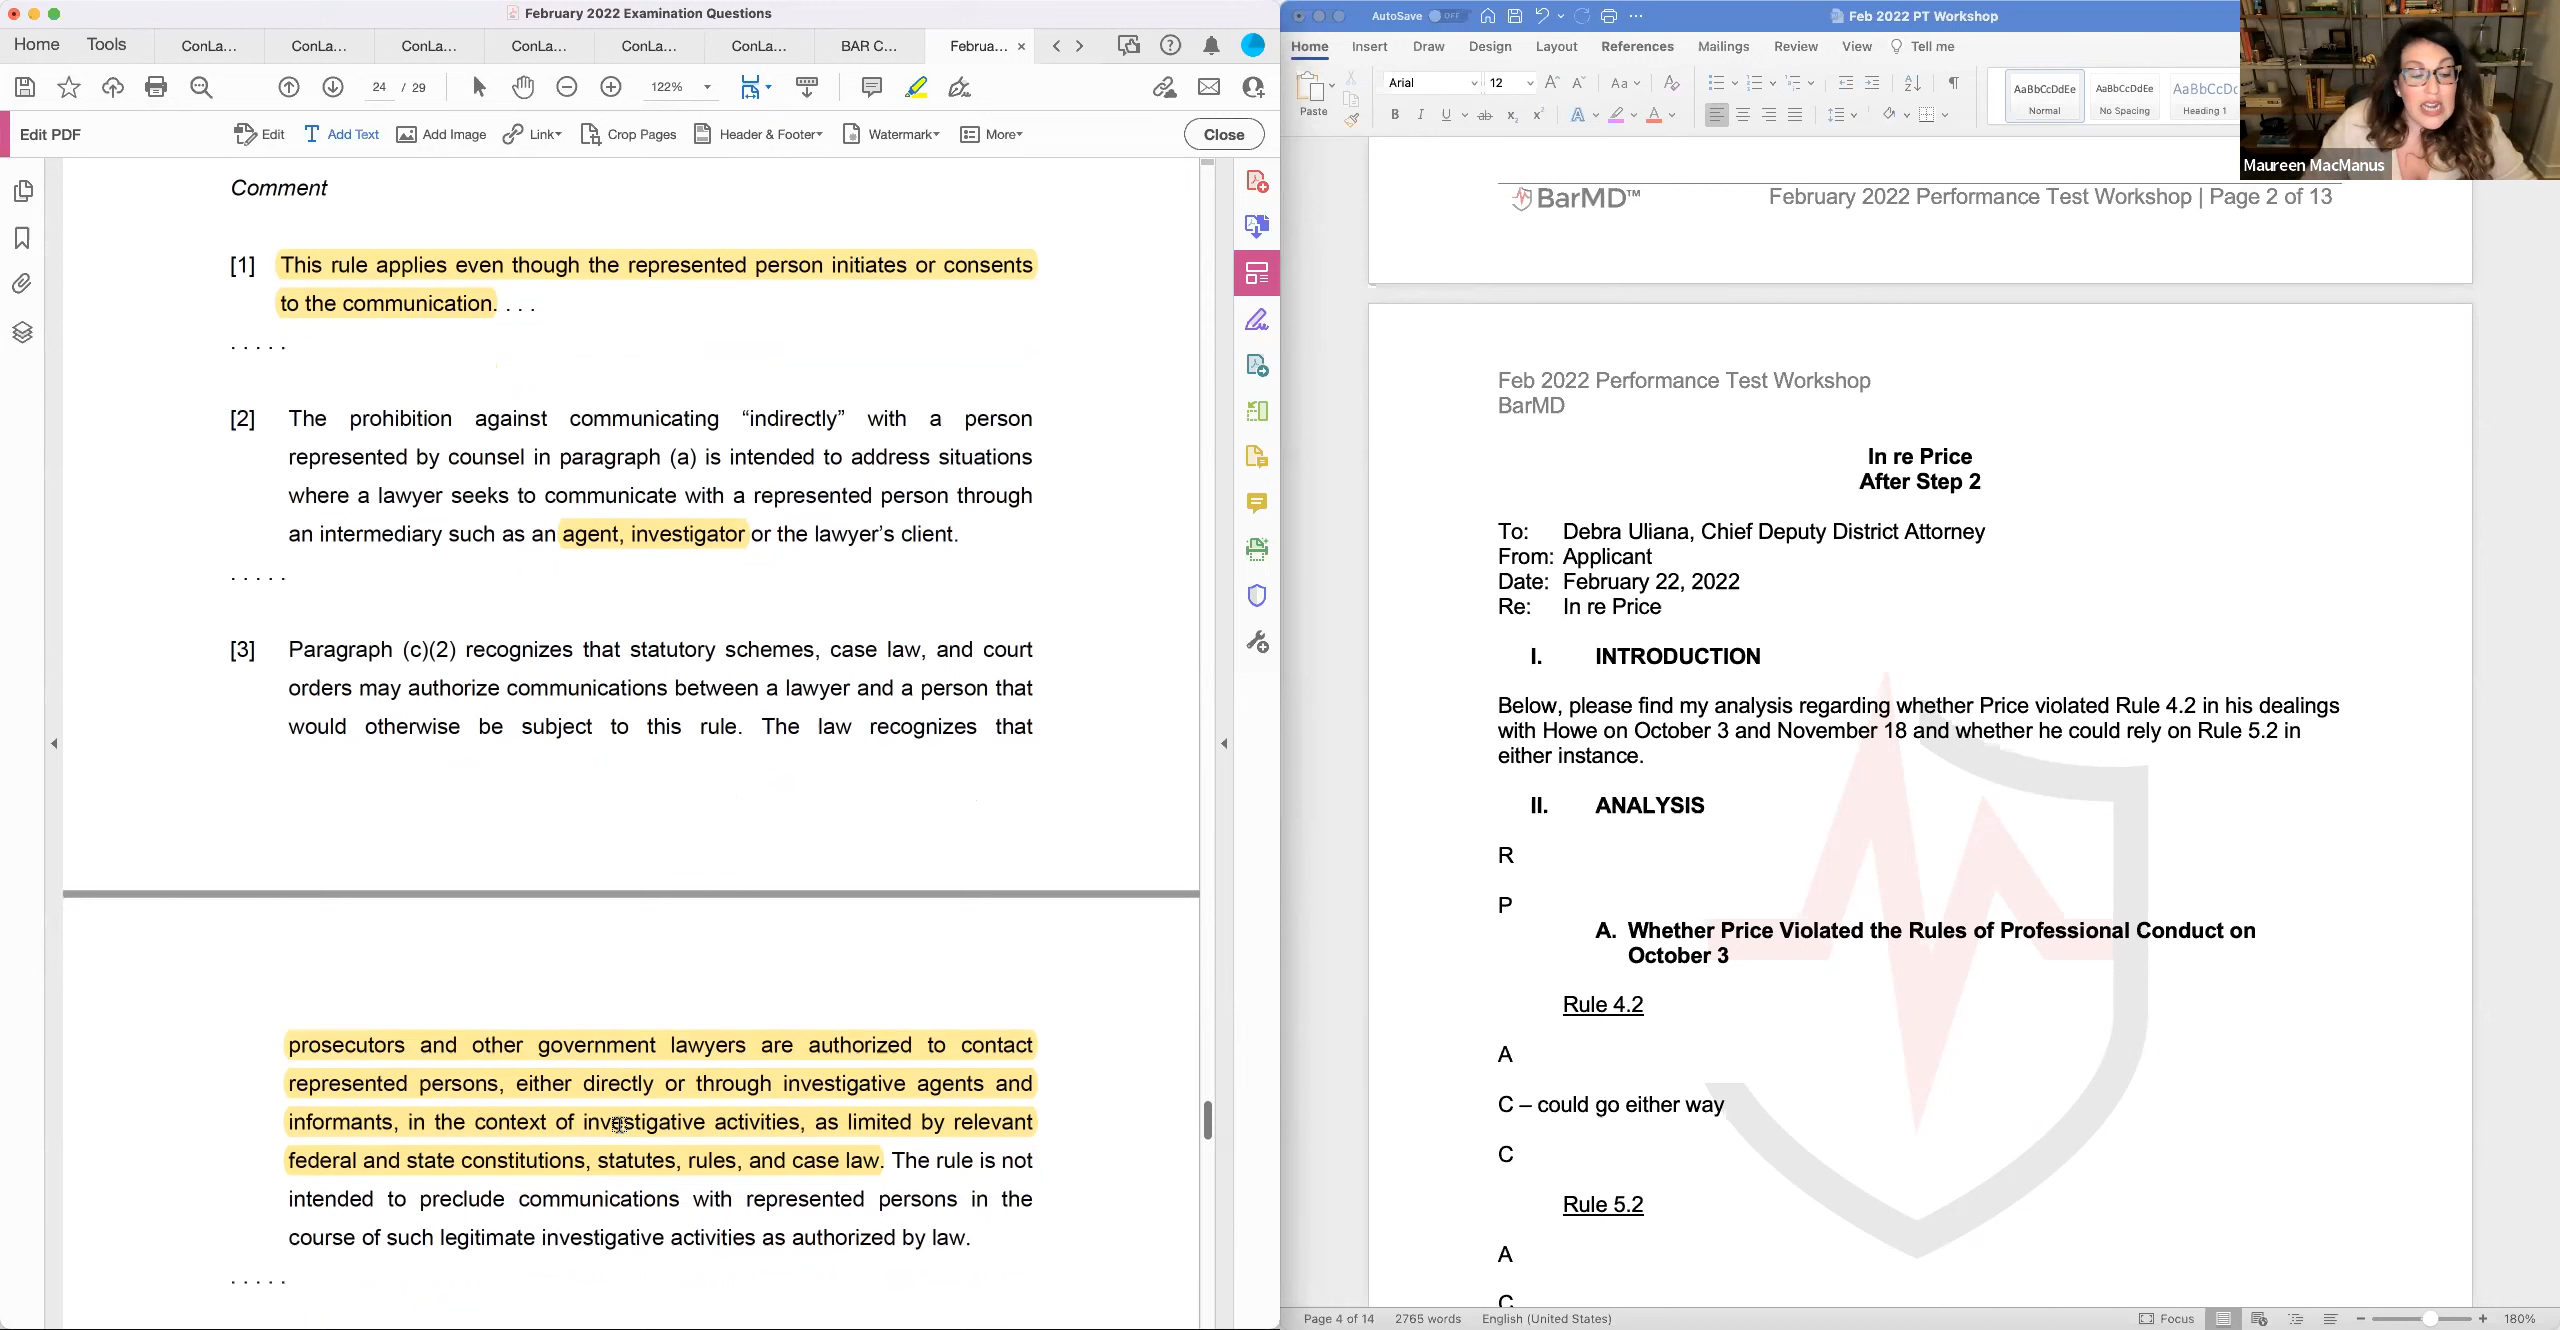 February 2022 Examination Questions
Home Tools ConLa... ConLa... ConLa... ConLa... ConLa... ConLa... BAR C... Februa... ×
24 / 29 122%
Edit PDF Edit Add Text Add Image Link Crop Pages Header & Footer Watermark More Close
Comment
[1] This rule applies even though the represented person initiates or consents
to the communication. . . .
. . . . .
[2] The prohibition against communicating “indirectly” with a person
represented by counsel in paragraph (a) is intended to address situations
where a lawyer seeks to communicate with a represented person through
an intermediary such as an agent, investigator or the lawyer’s client.
. . . . .
[3] Paragraph (c)(2) recognizes that statutory schemes, case law, and court
orders may authorize communications between a lawyer and a person that
would otherwise be subject to this rule. The law recognizes that
prosecutors and other government lawyers are authorized to contact
represented persons, either directly or through investigative agents and
informants, in the context of investigative activities, as limited by relevant
federal and state constitutions, statutes, rules, and case law. The rule is not
intended to preclude communications with represented persons in the
course of such legitimate investigative activities as authorized by law.
. . . . .
AutoSave OFF Feb 2022 PT Workshop
Home Insert Draw Design Layout References Mailings Review View Tell me
Paste Arial 12 Aa AaBbCcDdEe AaBbCcDdEe AaBbCcDc
B I U ab x₂ x² A A Normal No Spacing Heading 1
Maureen MacManus
BarMD™ February 2022 Performance Test Workshop | Page 2 of 13
Feb 2022 Performance Test Workshop
BarMD
In re Price
After Step 2
To: Debra Uliana, Chief Deputy District Attorney
From: Applicant
Date: February 22, 2022
Re: In re Price
I. INTRODUCTION
Below, please find my analysis regarding whether Price violated Rule 4.2 in his dealings
with Howe on October 3 and November 18 and whether he could rely on Rule 5.2 in
either instance.
II. ANALYSIS
R
P
A. Whether Price Violated the Rules of Professional Conduct on
October 3
Rule 4.2
A
C – could go either way
C
Rule 5.2
A
C
Page 4 of 14 2765 words English (United States) Focus 180%